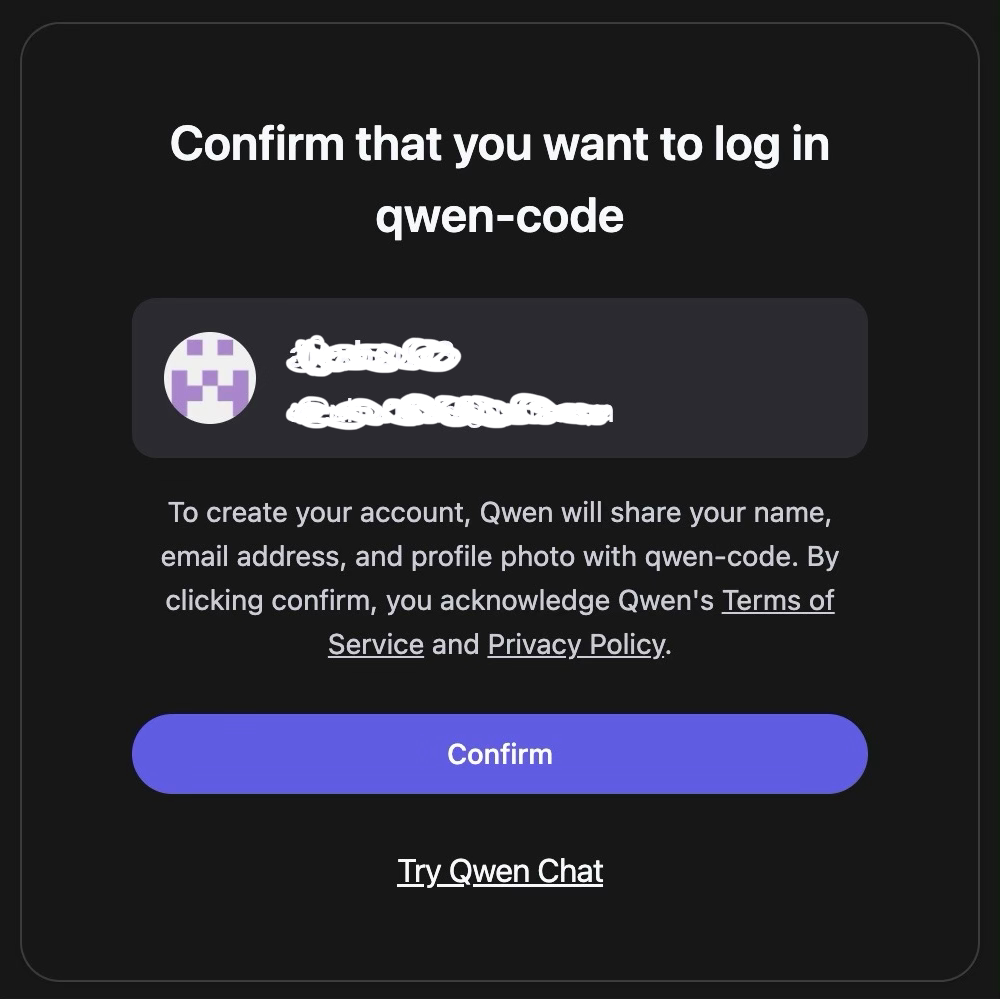 Confirm that you want to log in
qwen-code
To create your account, Qwen will share your name,
email address, and profile photo with qwen-code. By
clicking confirm, you acknowledge Qwen's Terms of
Service and Privacy Policy.
Confirm
Try Qwen Chat